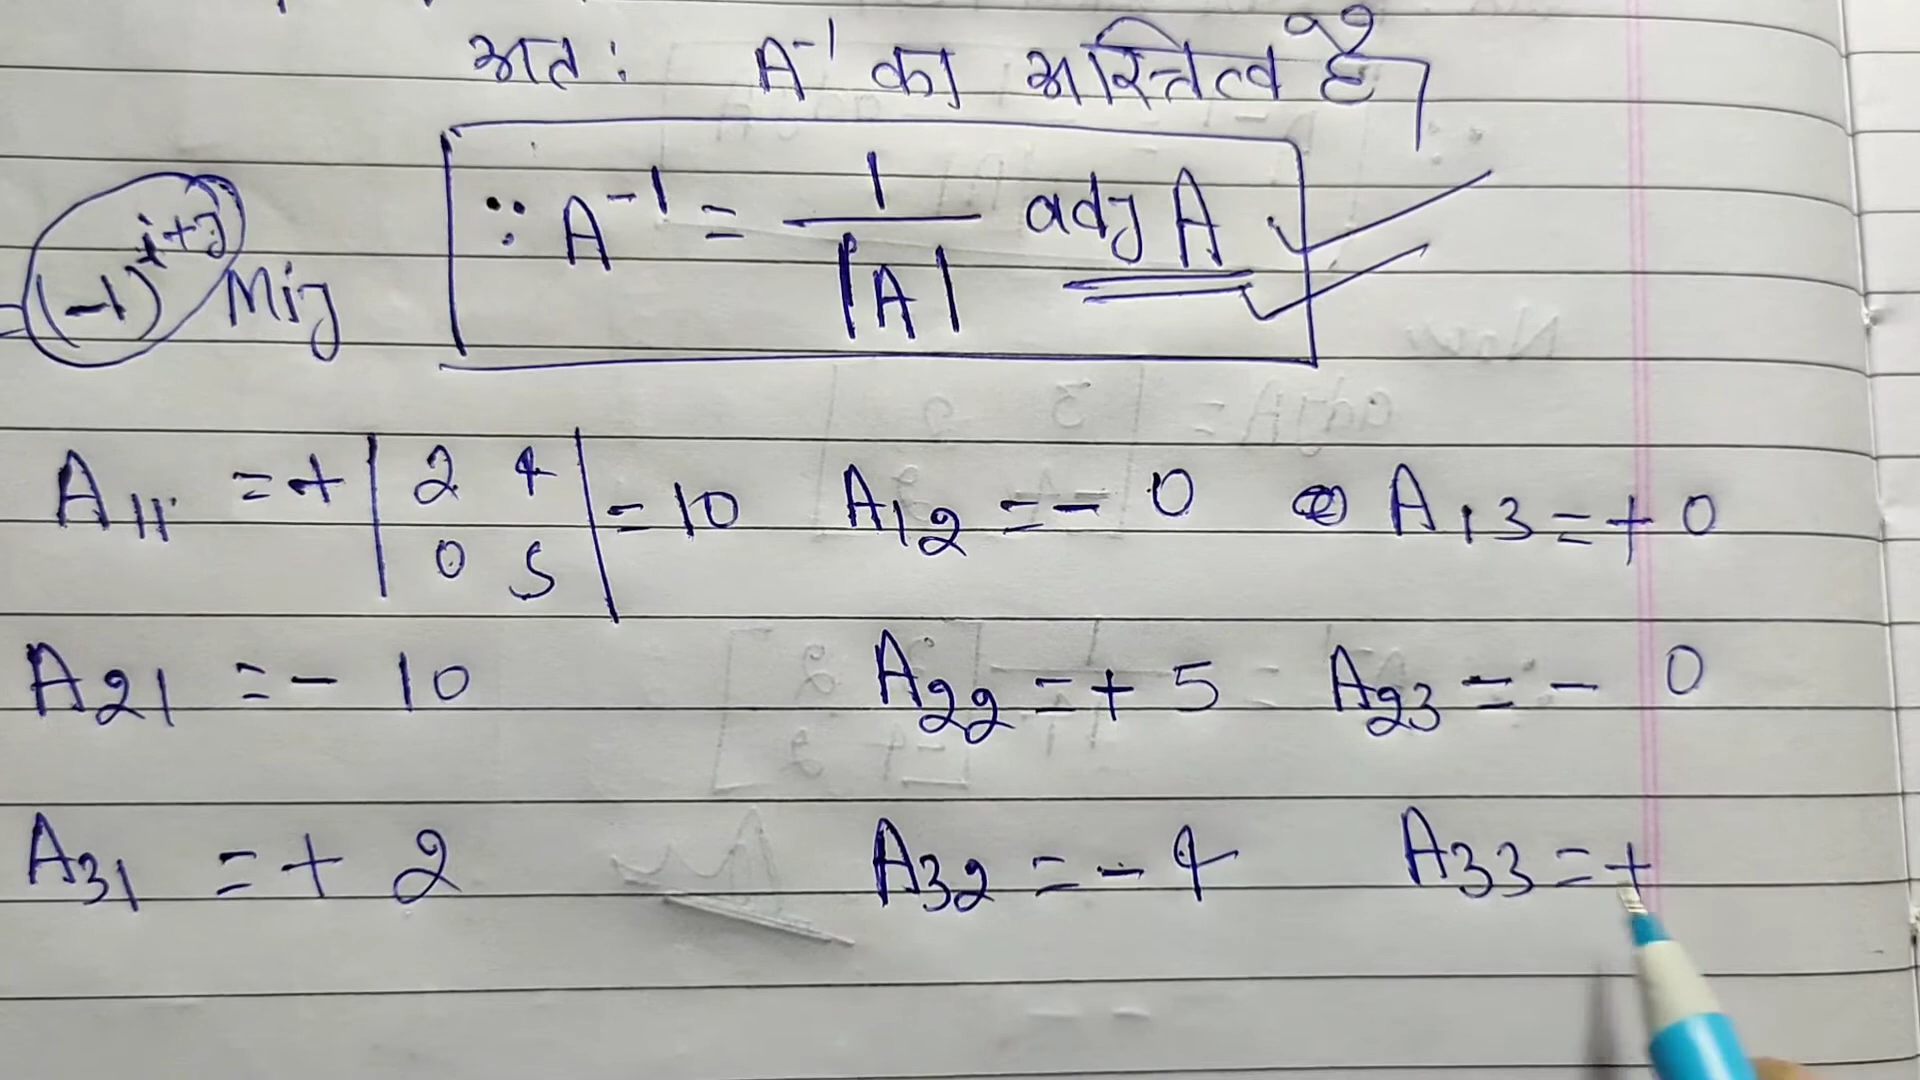 अतः A⁻¹ का अस्तित्व है।
∵ A⁻¹ = 1/|A| adj A
(-1)^(i+j) Mij
A₁₁ = + | 2 4 ; 0 5 | = 10 A₁₂ = - 0 A₁₃ = + 0
A₂₁ = - 10 A₂₂ = + 5 A₂₃ = - 0
A₃₁ = + 2 A₃₂ = - 4 A₃₃ = +